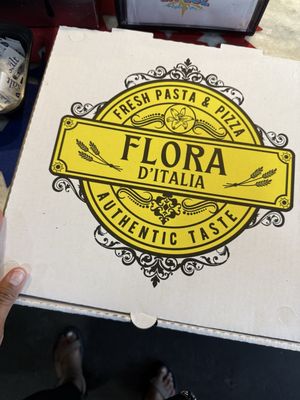 FRESH PASTA & PIZZA
FLORA
D'ITALIA
AUTHENTIC TASTE